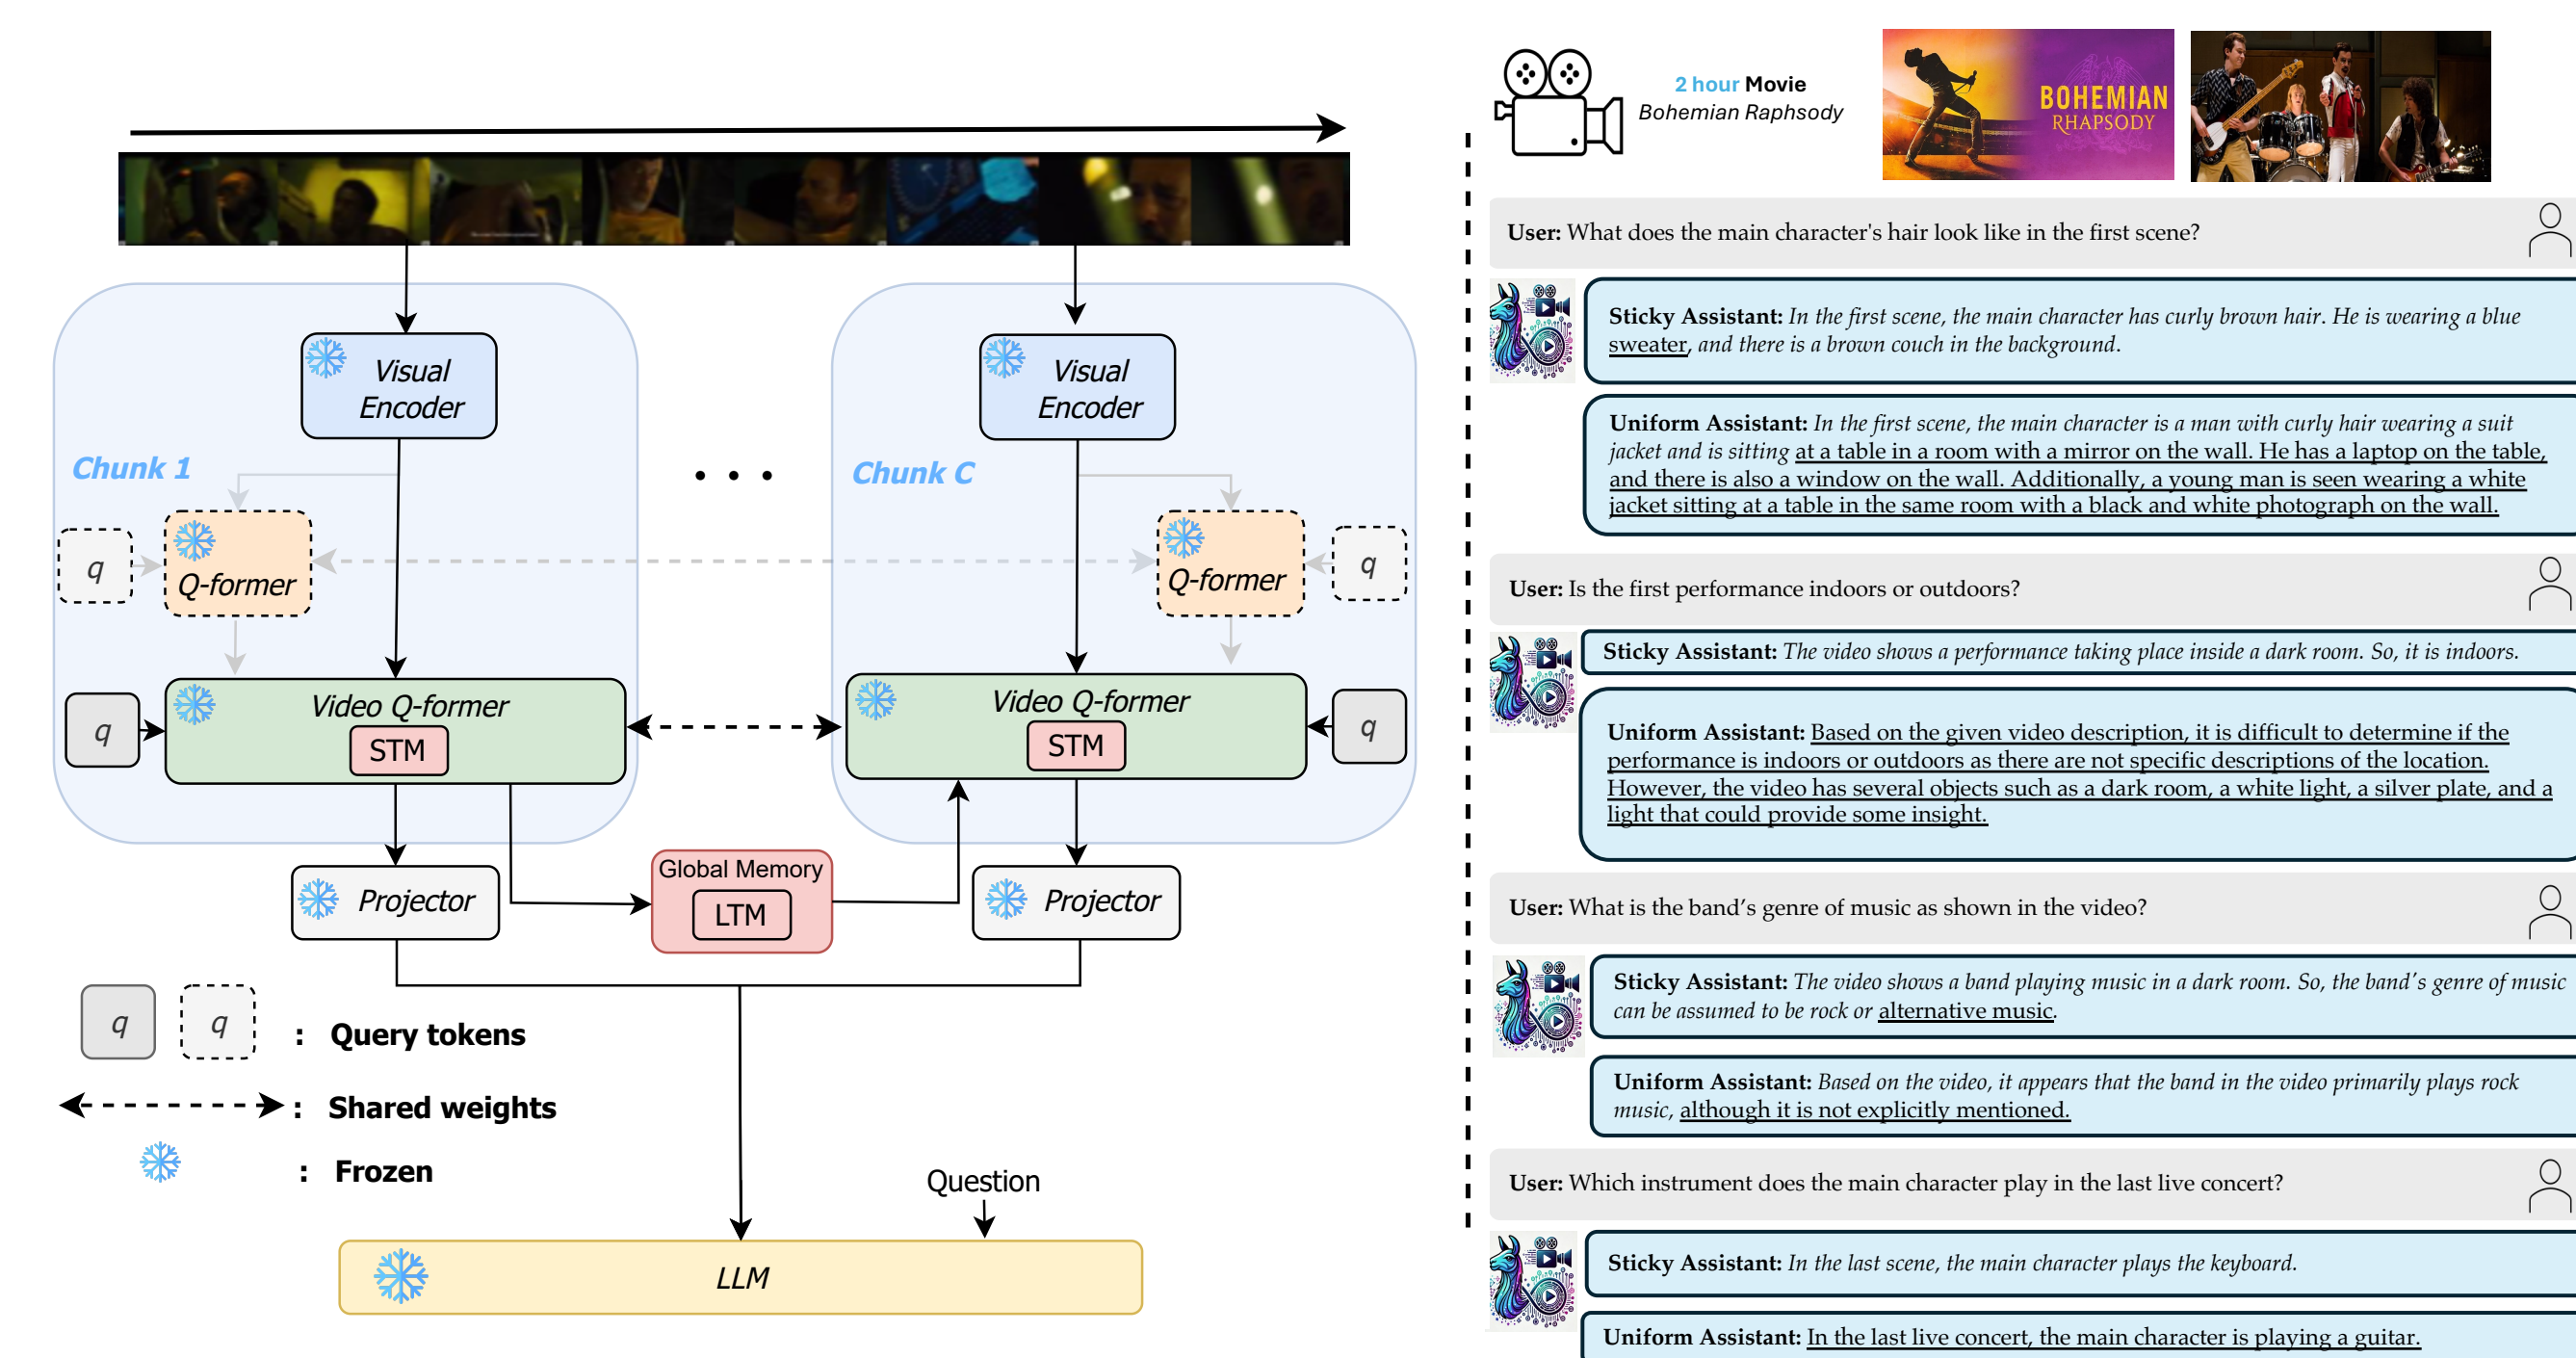 Chunk 1
Visual
Encoder
q
Q-former
q
Video Q-former
STM
Projector
• • •
Chunk C
Visual
Encoder
Q-former
q
Video Q-former
STM
q
Global Memory
LTM
Projector
q q : Query tokens
: Shared weights
: Frozen
Question
LLM
2 hour Movie
Bohemian Raphsody
BOHEMIAN
RHAPSODY
User: What does the main character's hair look like in the first scene?
Sticky Assistant: In the first scene, the main character has curly brown hair. He is wearing a blue
sweater, and there is a brown couch in the background.
Uniform Assistant: In the first scene, the main character is a man with curly hair wearing a suit
jacket and is sitting at a table in a room with a mirror on the wall. He has a laptop on the table,
and there is also a window on the wall. Additionally, a young man is seen wearing a white
jacket sitting at a table in the same room with a black and white photograph on the wall.
User: Is the first performance indoors or outdoors?
Sticky Assistant: The video shows a performance taking place inside a dark room. So, it is indoors.
Uniform Assistant: Based on the given video description, it is difficult to determine if the
performance is indoors or outdoors as there are not specific descriptions of the location.
However, the video has several objects such as a dark room, a white light, a silver plate, and a
light that could provide some insight.
User: What is the band’s genre of music as shown in the video?
Sticky Assistant: The video shows a band playing music in a dark room. So, the band's genre of music
can be assumed to be rock or alternative music.
Uniform Assistant: Based on the video, it appears that the band in the video primarily plays rock
music, although it is not explicitly mentioned.
User: Which instrument does the main character play in the last live concert?
Sticky Assistant: In the last scene, the main character plays the keyboard.
Uniform Assistant: In the last live concert, the main character is playing a guitar.